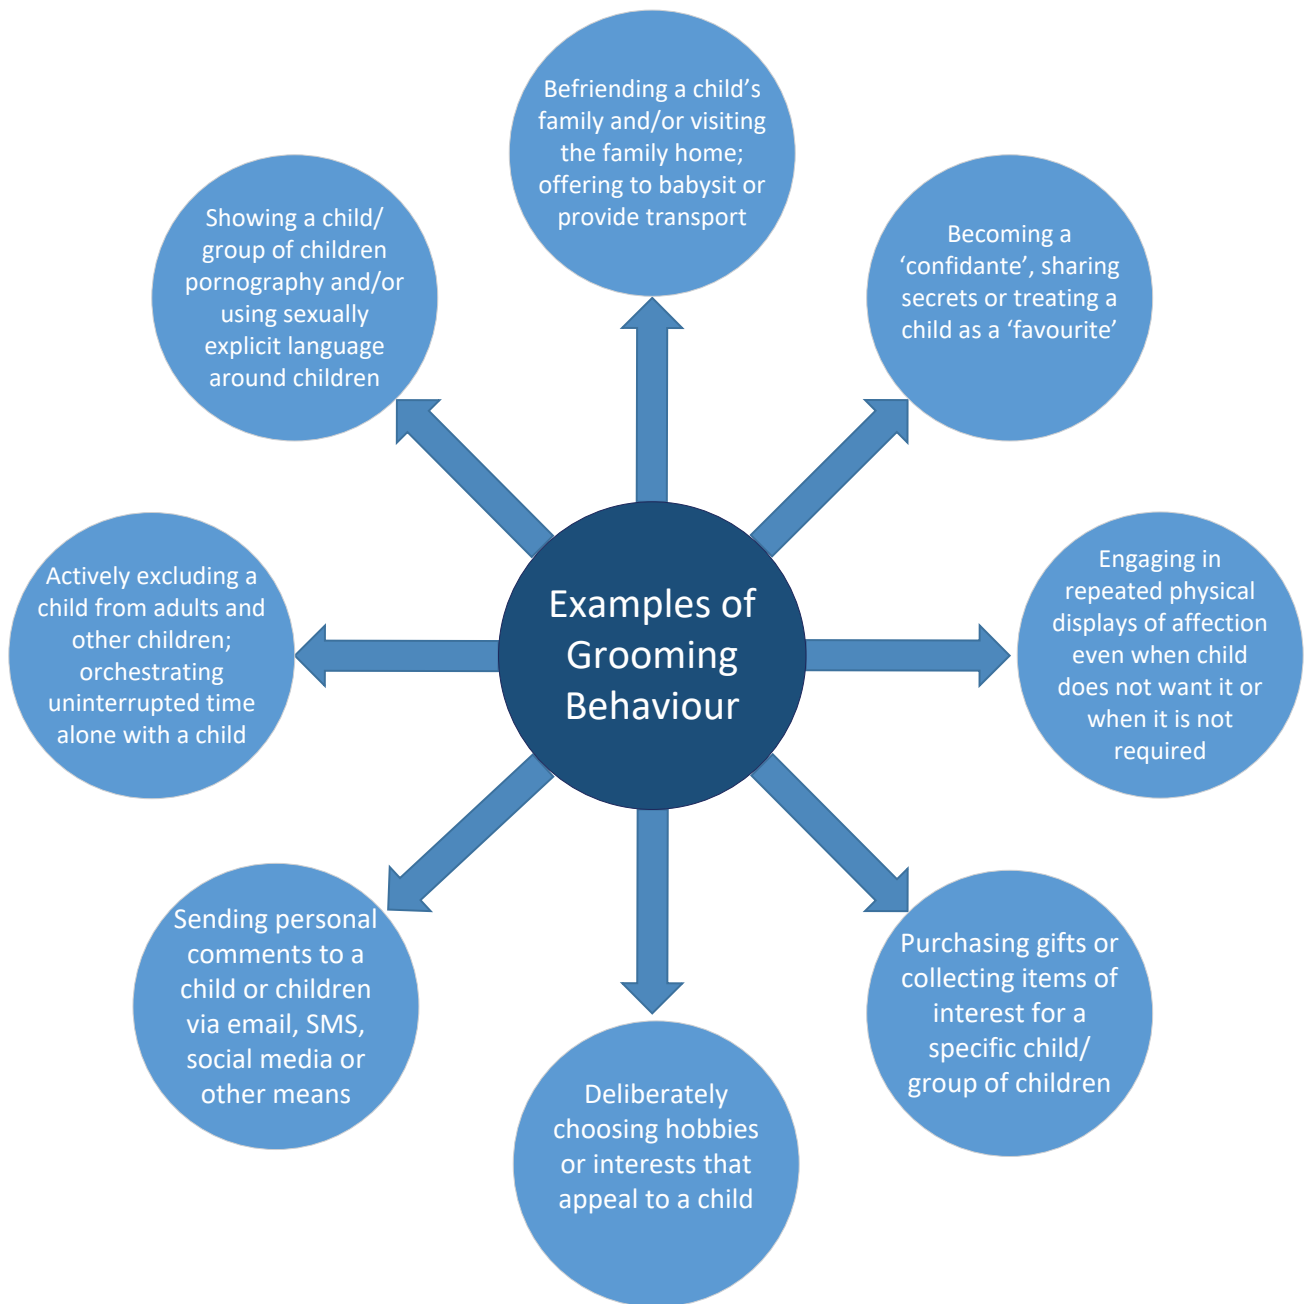 Examples of
Grooming
Behaviour
Befriending a child’s
family and/or visiting
the family home;
offering to babysit or
provide transport
Becoming a
‘confidante’, sharing
secrets or treating a
child as a ‘favourite’
Engaging in
repeated physical
displays of affection
even when child
does not want it or
when it is not
required
Purchasing gifts or
collecting items of
interest for a
specific child/
group of children
Deliberately
choosing hobbies
or interests that
appeal to a child
Sending personal
comments to a
child or children
via email, SMS,
social media or
other means
Actively excluding a
child from adults and
other children;
orchestrating
uninterrupted time
alone with a child
Showing a child/
group of children
pornography and/or
using sexually
explicit language
around children